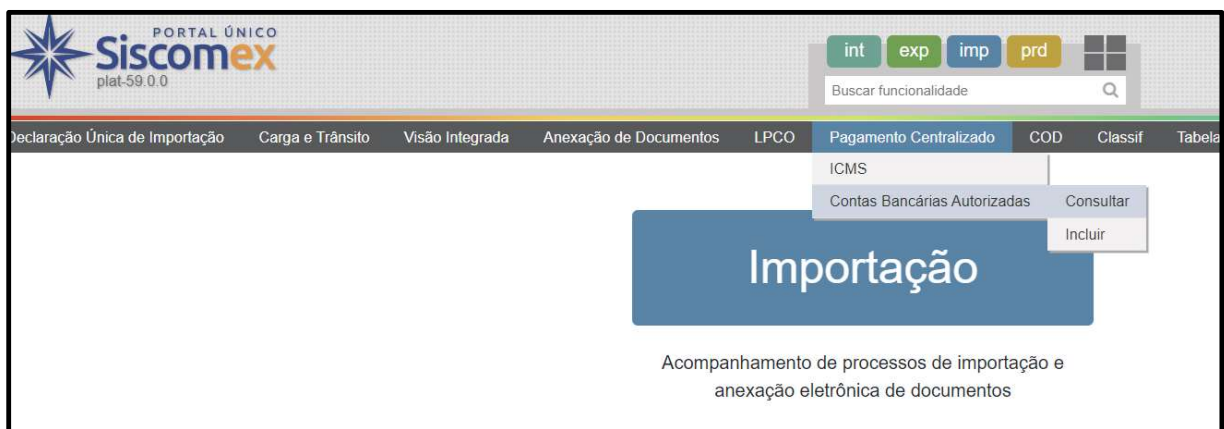 PORTAL ÚNICO
Siscomex
plat-59.0.0
int exp imp prd
Buscar funcionalidade
Declaração Única de Importação Carga e Trânsito Visão Integrada Anexação de Documentos LPCO Pagamento Centralizado COD Classif Tabela
ICMS
Contas Bancárias Autorizadas Consultar
Incluir
Importação
Acompanhamento de processos de importação e
anexação eletrônica de documentos